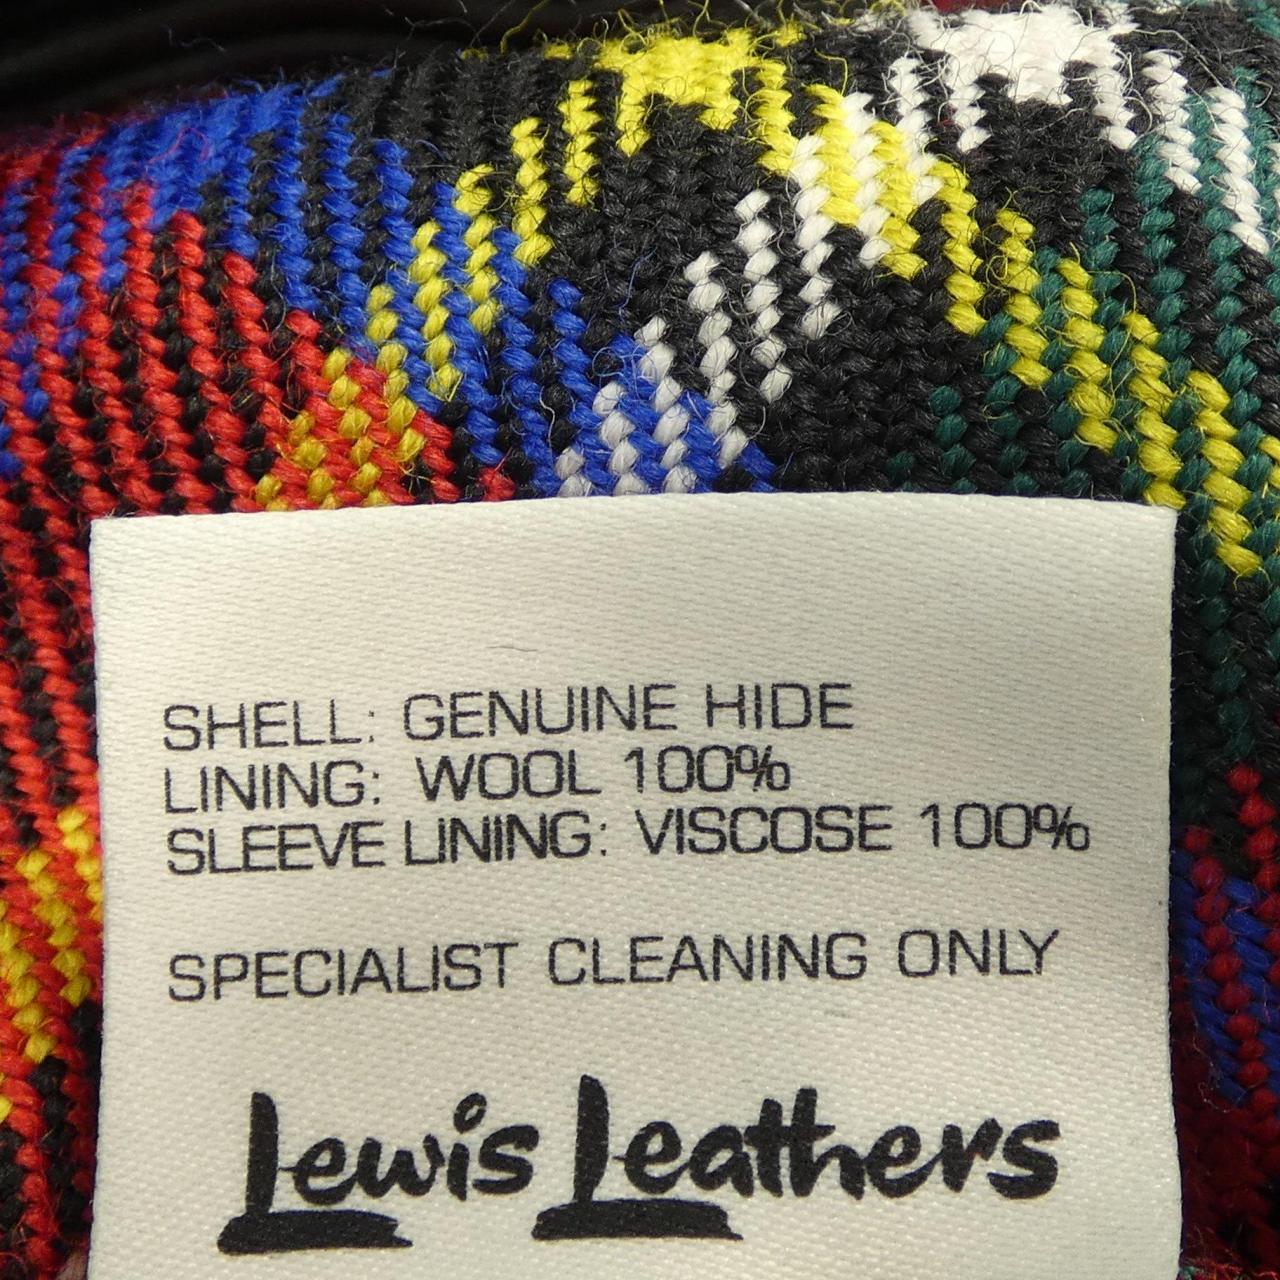 SHELL: GENUINE HIDE
LINING: WOOL 100%
SLEEVE LINING: VISCOSE 100%
SPECIALIST CLEANING ONLY
Lewis Leathers